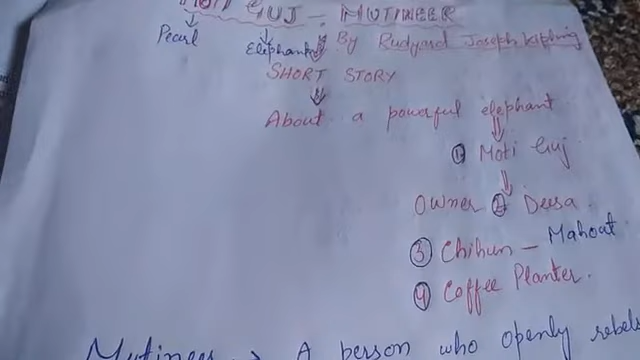 MOTI GUJ - MUTINEER
Pearl Elephant By Rudyard Joseph Kipling
SHORT STORY
About a powerful elephant
① Moti Guj
Owner ② Deesa.
③ Chihun - Mahout
④ Coffee Planter.
Mutineer → A person who openly rebels